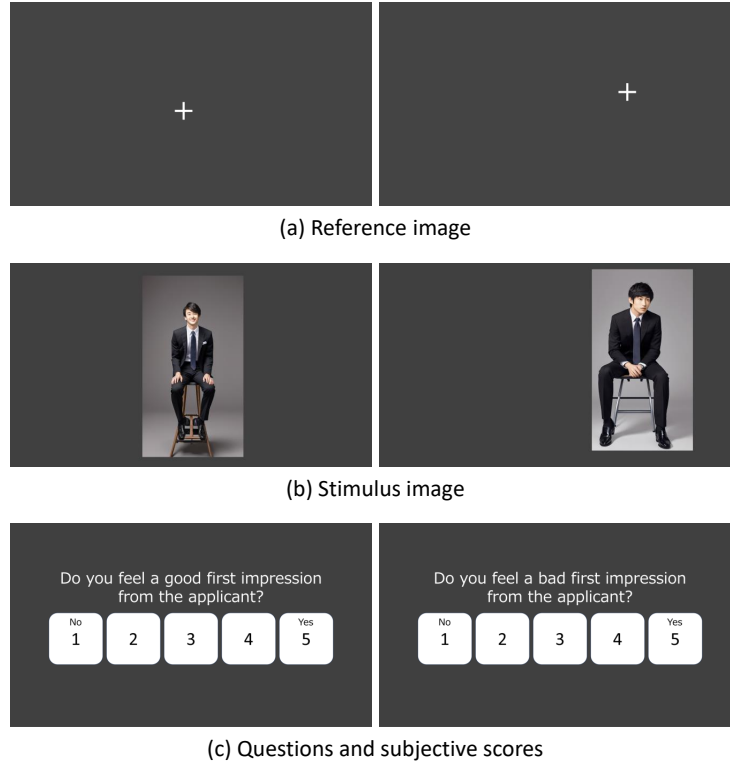 (a) Reference image
(b) Stimulus image
Do you feel a good first impression
from the applicant?
No
1
2
3
4
Yes
5
Do you feel a bad first impression
from the applicant?
No
1
2
3
4
Yes
5
(c) Questions and subjective scores